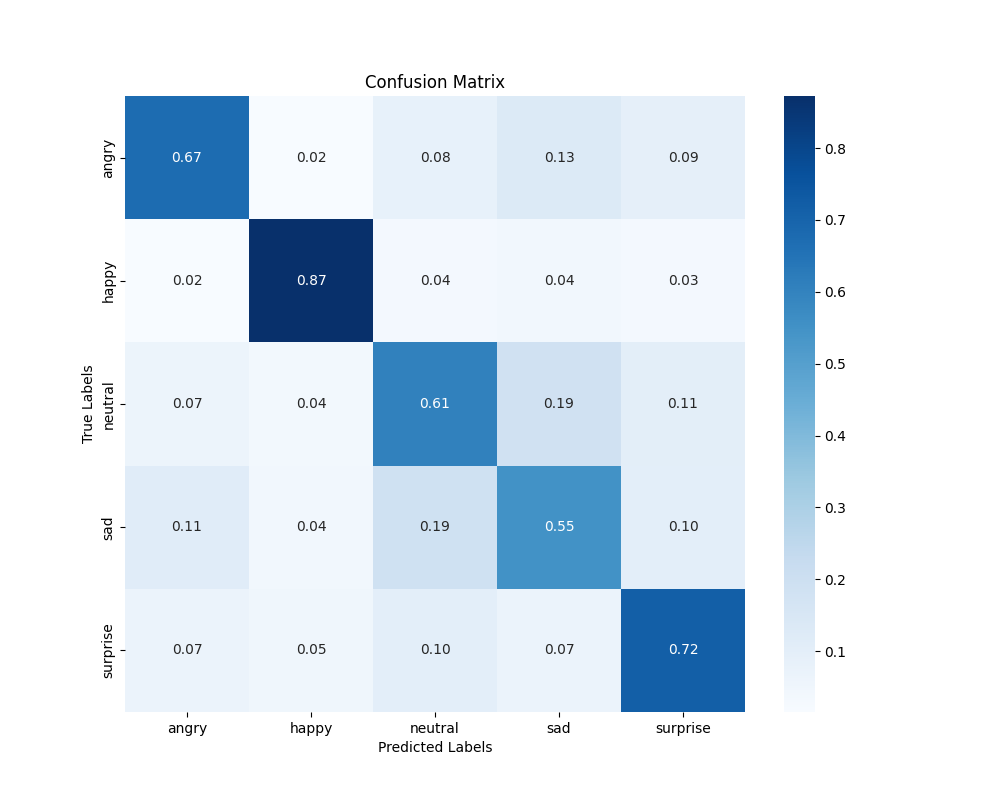 Confusion Matrix
angry 0.67 0.02 0.08 0.13 0.09
happy 0.02 0.87 0.04 0.04 0.03
neutral 0.07 0.04 0.61 0.19 0.11
sad 0.11 0.04 0.19 0.55 0.10
surprise 0.07 0.05 0.10 0.07 0.72
True Labels
angry happy neutral sad surprise
Predicted Labels
0.8
0.7
0.6
0.5
0.4
0.3
0.2
0.1